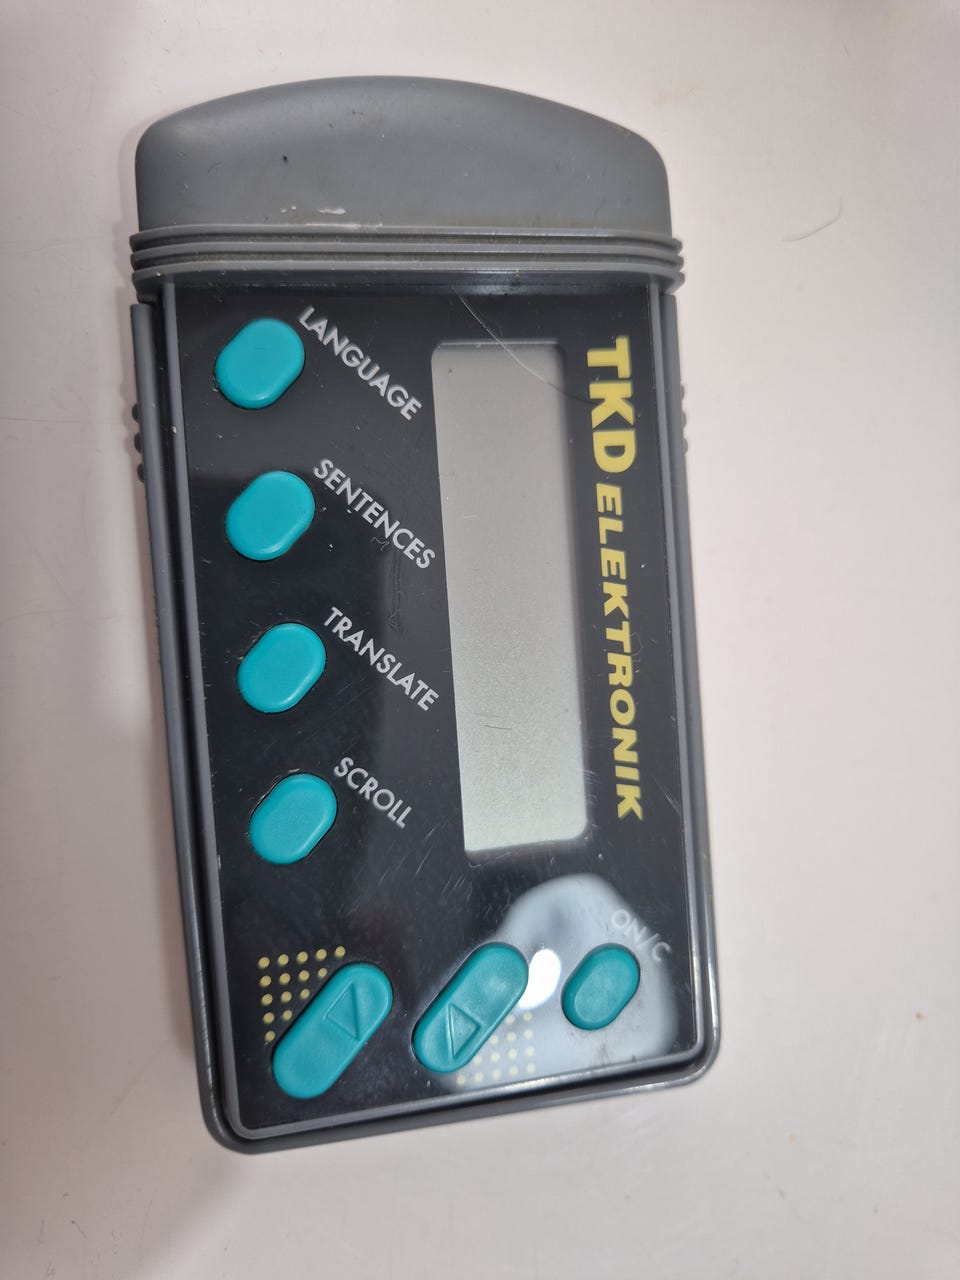 TKD ELEKTRONIK
LANGUAGE
SENTENCES
TRANSLATE
SCROLL
ON/C